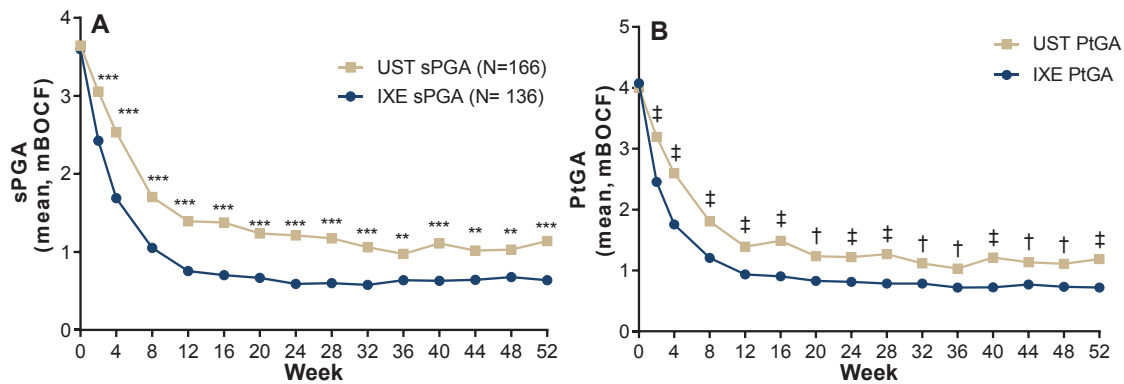 A
UST sPGA (N=166)
IXE sPGA (N= 136)
sPGA
(mean, mBOCF)
4
3
2
1
0
*** *** *** *** *** *** *** *** *** ** ** *** ** ** ***
0 4 8 12 16 20 24 28 32 36 40 44 48 52
Week
B
UST PtGA
IXE PtGA
PtGA
(mean, mBOCF)
5
4
3
2
1
0
‡ ‡ ‡ ‡ ‡ † ‡ ‡ † † ‡ † † ‡
0 4 8 12 16 20 24 28 32 36 40 44 48 52
Week